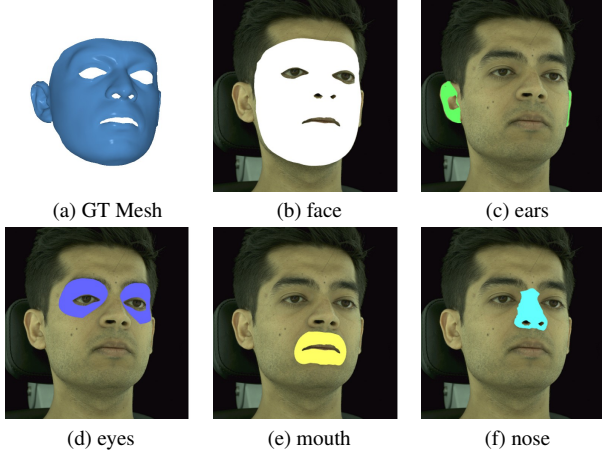 (a) GT Mesh
(b) face
(c) ears
(d) eyes
(e) mouth
(f) nose